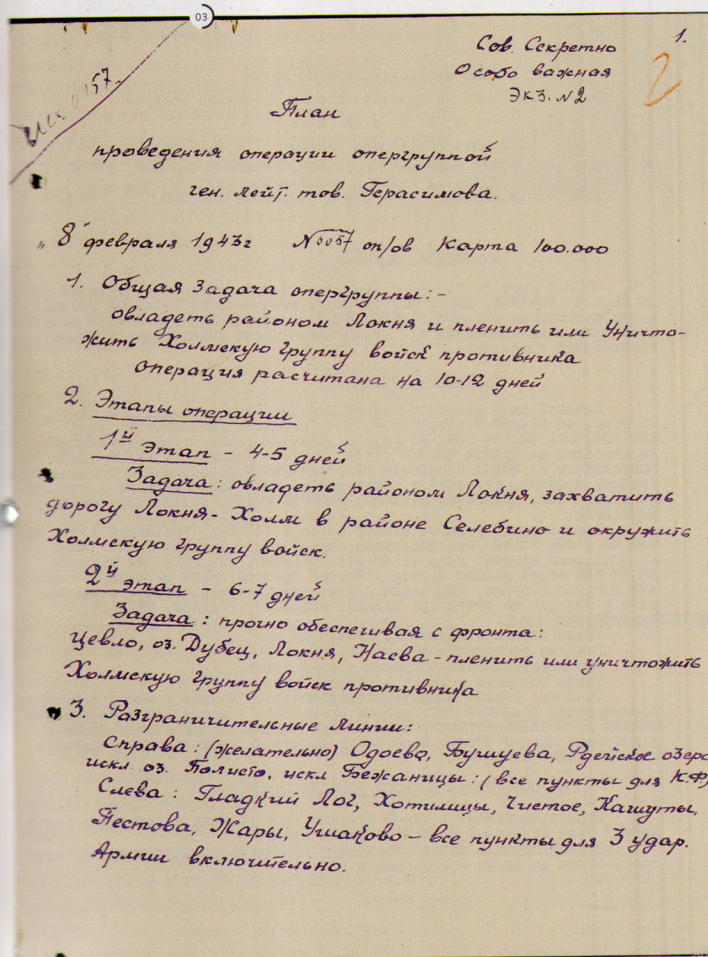 03
1.
Сов. Секретно
Особо важная
Экз. №2
План
проведения операции опергруппой
ген. лейт. тов. Герасимова.
"8" февраля 1943г №0057 оп/ов Карта 100.000
1. Общая задача опергруппы: -
овладеть районом Локня и пленить или уничто-
жить Холмскую группу войск противника
Операция расчитана на 10-12 дней
2. Этапы операции
1й этап - 4-5 дней
Задача: овладеть районом Локня, захватить
дорогу Локня - Холм в районе Селебино и окружить
Холмскую группу войск.
2й этап - 6-7 дней
Задача: прочно обеспечивая с фронта:
Цевло, оз. Дубец, Локня, Насва - пленить или уничтожить
Холмскую группу войск противника
3. Разграничительные линии:
Справа: (желательно) Одоево, Бушуева, Рдейское озеро
искл. оз. Полисто, искл Бежаницы: (все пункты для К.Ф)
Слева: Гладкий Лог, Хотилицы, Чистое, Кашуты,
Пестова, Жары, Ушаково - все пункты для 3 удар.
Армии включительно.